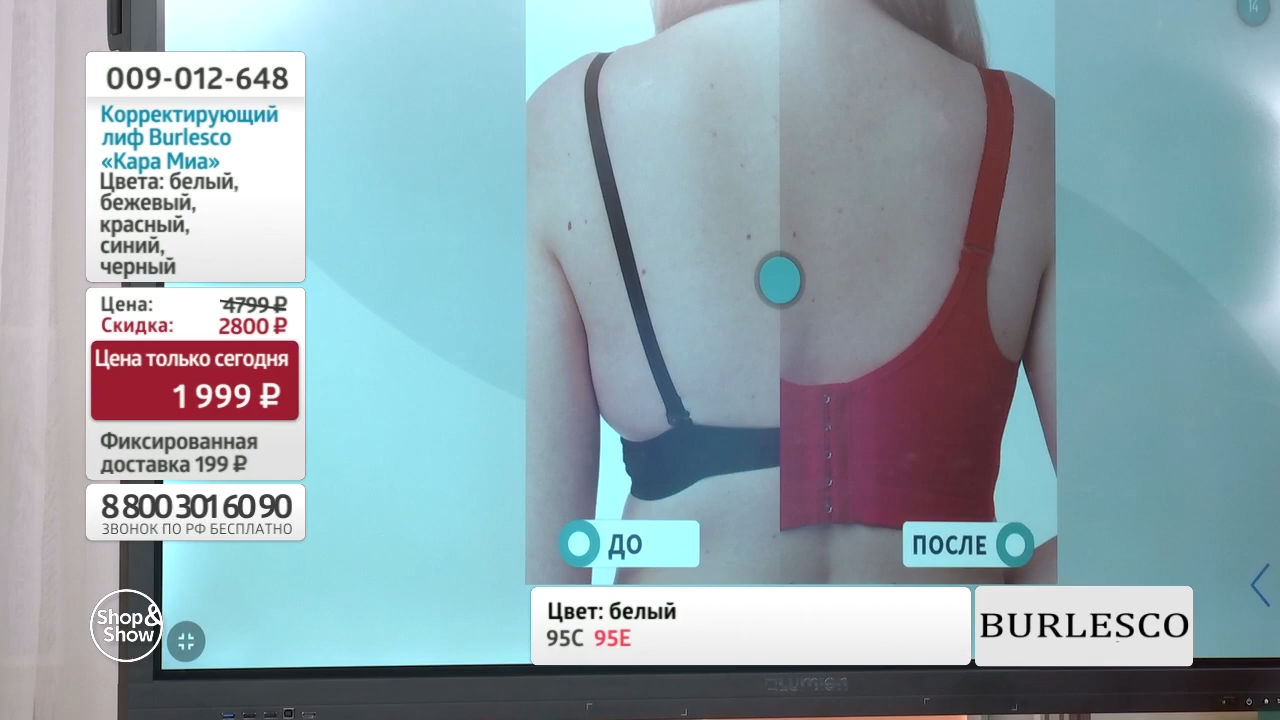 14
009-012-648
Корректирующий
лиф Burlesco
«Кара Миа»
Цвета: белый,
бежевый,
красный,
синий,
черный
Цена: 4799 ₽
Скидка: 2800 ₽
Цена только сегодня
1 999 ₽
Фиксированная
доставка 199 ₽
8 800 301 60 90
ЗВОНОК ПО РФ БЕСПЛАТНО
ДО
ПОСЛЕ
Shop&
Show
Цвет: белый
95C 95E
BURLESCO